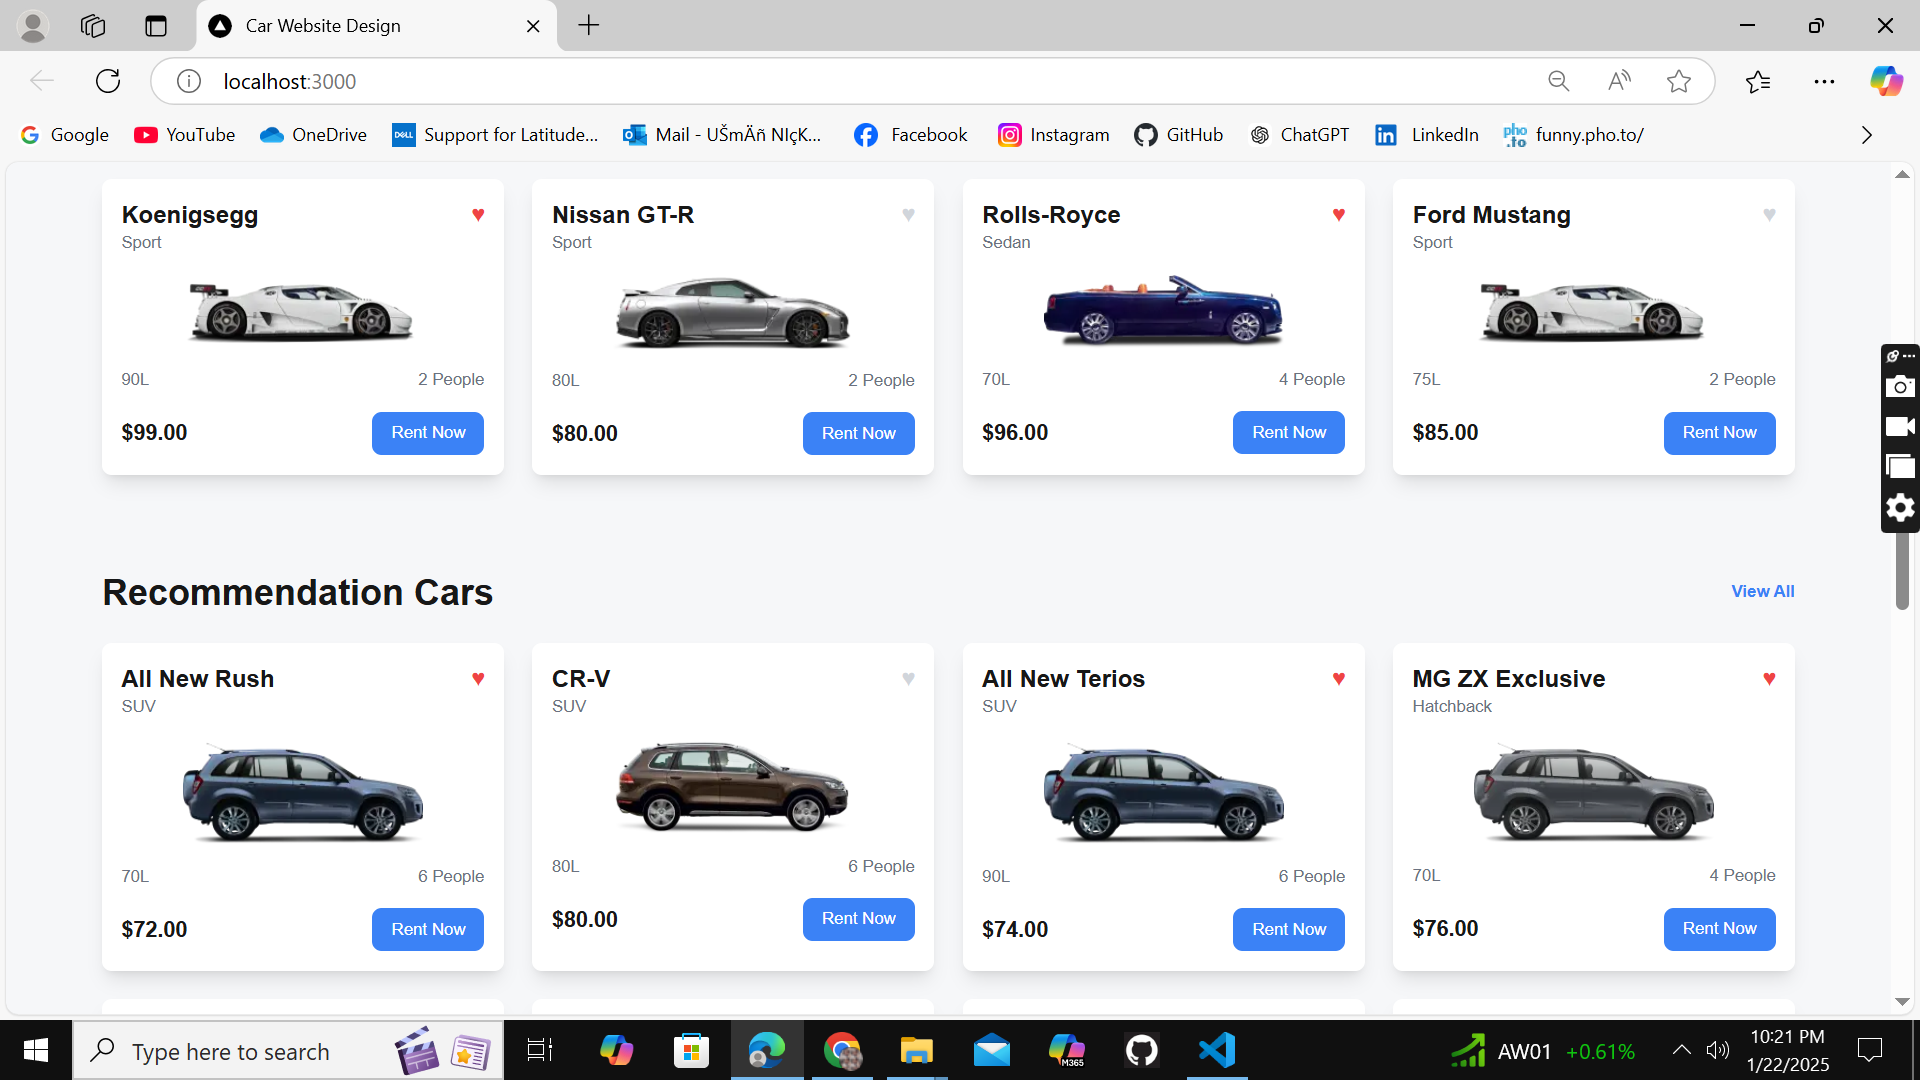 Car Website Design
localhost:3000
Google YouTube OneDrive Support for Latitude... Mail - UŠmÄñ NIçK... Facebook Instagram GitHub ChatGPT LinkedIn funny.pho.to/
Koenigsegg ♥ Nissan GT-R ♥ Rolls-Royce ♥ Ford Mustang ♥
Sport Sport Sedan Sport
90L 2 People 80L 2 People 70L 4 People 75L 2 People
$99.00 Rent Now $80.00 Rent Now $96.00 Rent Now $85.00 Rent Now
Recommendation Cars View All
All New Rush ♥ CR-V ♥ All New Terios ♥ MG ZX Exclusive ♥
SUV SUV SUV Hatchback
70L 6 People 80L 6 People 90L 6 People 70L 4 People
$72.00 Rent Now $80.00 Rent Now $74.00 Rent Now $76.00 Rent Now
Type here to search M365 AW01 +0.61% 10:21 PM
1/22/2025